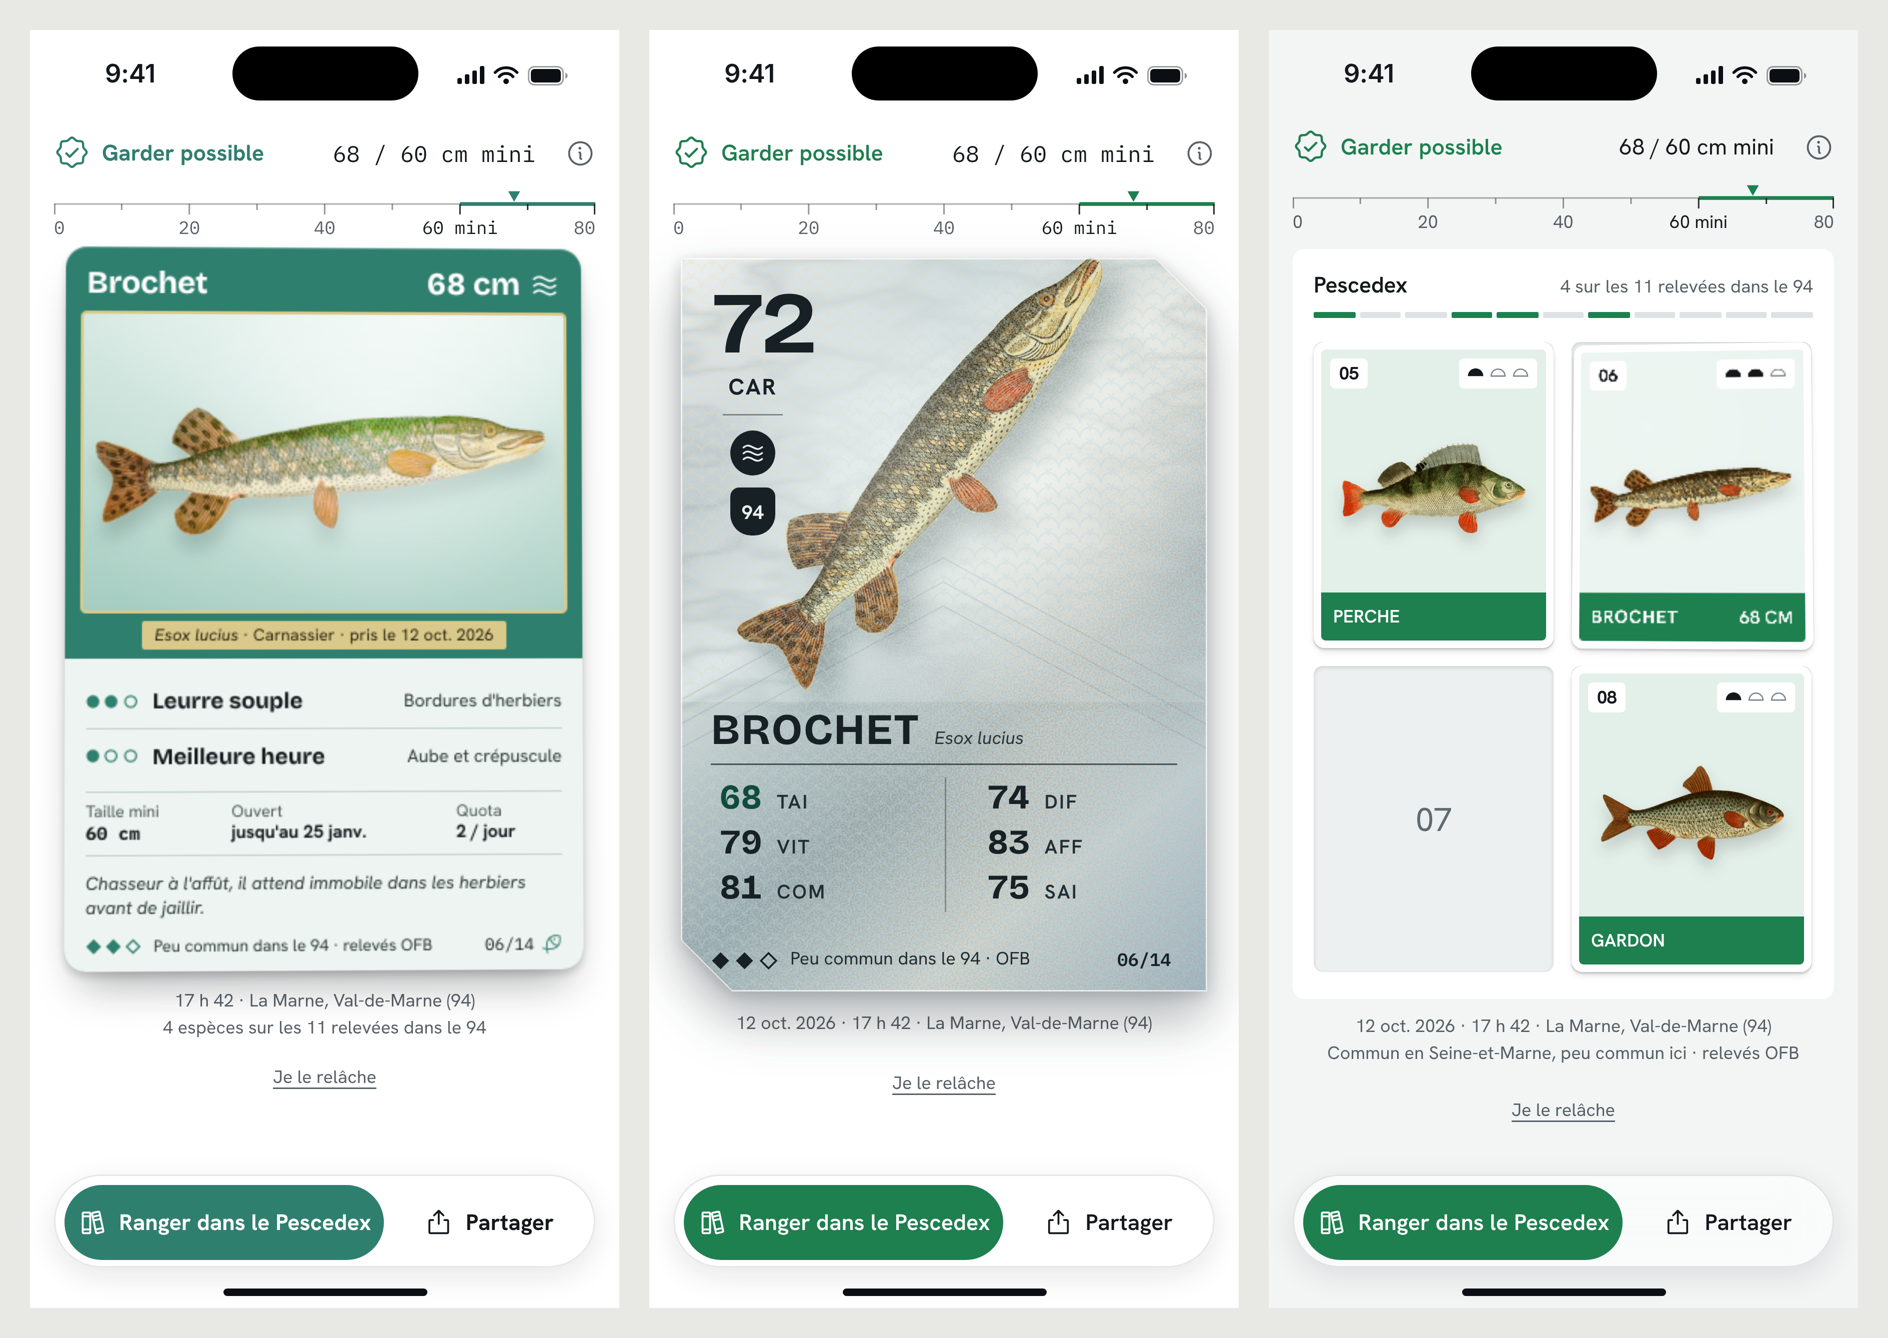 9:41
Garder possible
68 / 60 cm mini
0 20 40 60 mini 80
Brochet
68 cm
Esox lucius · Carnassier · pris le 12 oct. 2026
Leurre souple
Bordures d'herbiers
Meilleure heure
Aube et crépuscule
Taille mini
60 cm
Ouvert
jusqu'au 25 janv.
Quota
2 / jour
Chasseur à l'affût, il attend immobile dans les herbiers
avant de jaillir.
Peu commun dans le 94 · relevés OFB
06/14
17 h 42 · La Marne, Val-de-Marne (94)
4 espèces sur les 11 relevées dans le 94
Je le relâche
Ranger dans le Pescedex
Partager
9:41
Garder possible
68 / 60 cm mini
0 20 40 60 mini 80
72
CAR
94
BROCHET
Esox lucius
68 TAI
74 DIF
79 VIT
83 AFF
81 COM
75 SAI
Peu commun dans le 94 · OFB
06/14
12 oct. 2026 · 17 h 42 · La Marne, Val-de-Marne (94)
Je le relâche
Ranger dans le Pescedex
Partager
9:41
Garder possible
68 / 60 cm mini
0 20 40 60 mini 80
Pescedex
4 sur les 11 relevées dans le 94
05
PERCHE
06
BROCHET
68 CM
07
08
GARDON
12 oct. 2026 · 17 h 42 · La Marne, Val-de-Marne (94)
Commun en Seine-et-Marne, peu commun ici · relevés OFB
Je le relâche
Ranger dans le Pescedex
Partager